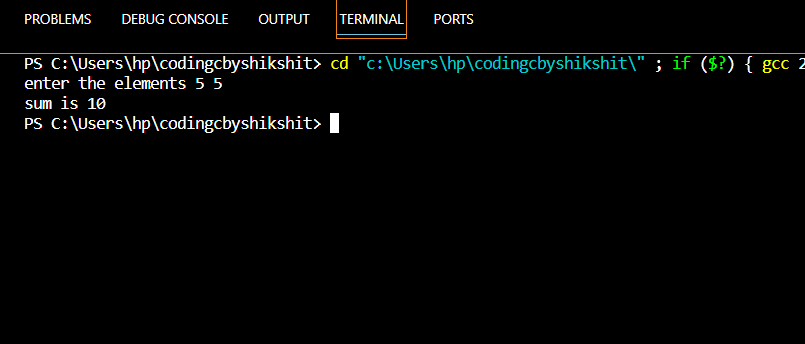 PROBLEMS DEBUG CONSOLE OUTPUT TERMINAL PORTS
PS C:\Users\hp\codingcbyshikshit> cd "c:\Users\hp\codingcbyshikshit\" ; if ($?) { gcc 2
enter the elements 5 5
sum is 10
PS C:\Users\hp\codingcbyshikshit>